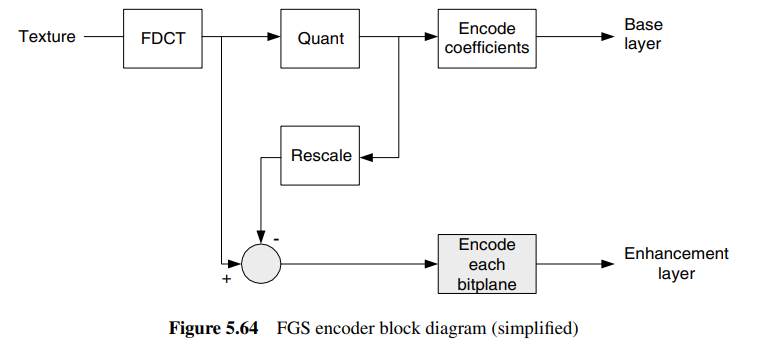 Texture
FDCT
Quant
Encode
coefficients
Base
layer
Rescale
-
+
Encode
each
bitplane
Enhancement
layer
Figure 5.64 FGS encoder block diagram (simplified)